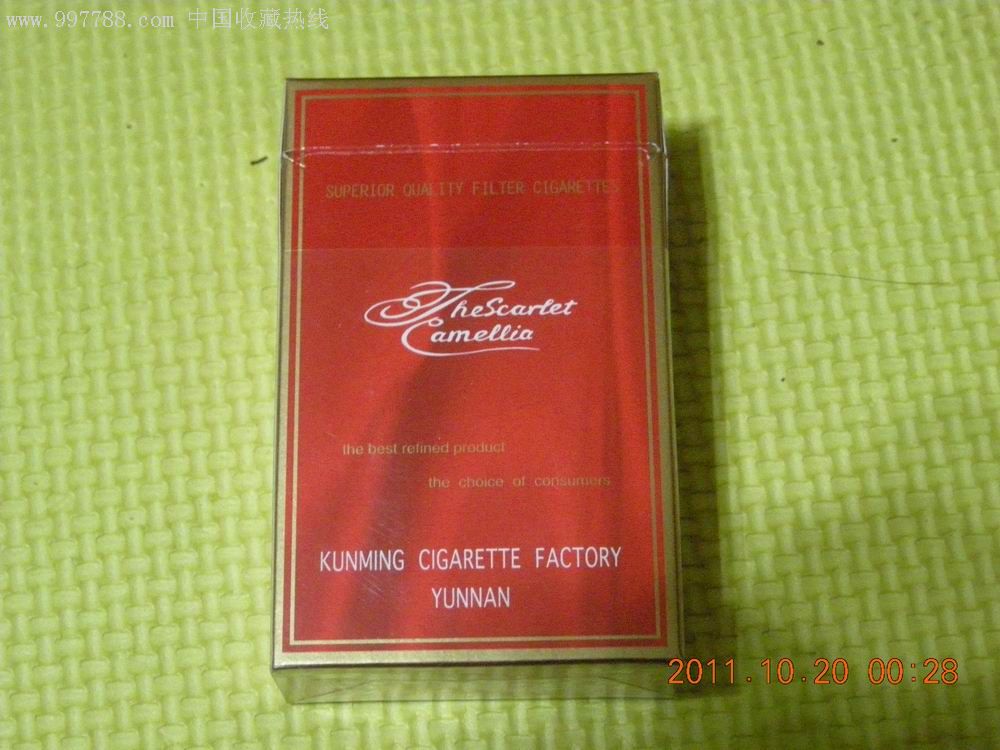 www.997788.com 中国收藏热线
SUPERIOR QUALITY FILTER CIGARETTES
TheScarlet
Camellia
the best refined product
the choice of consumers
KUNMING CIGARETTE FACTORY
YUNNAN
2011.10.20 00:28